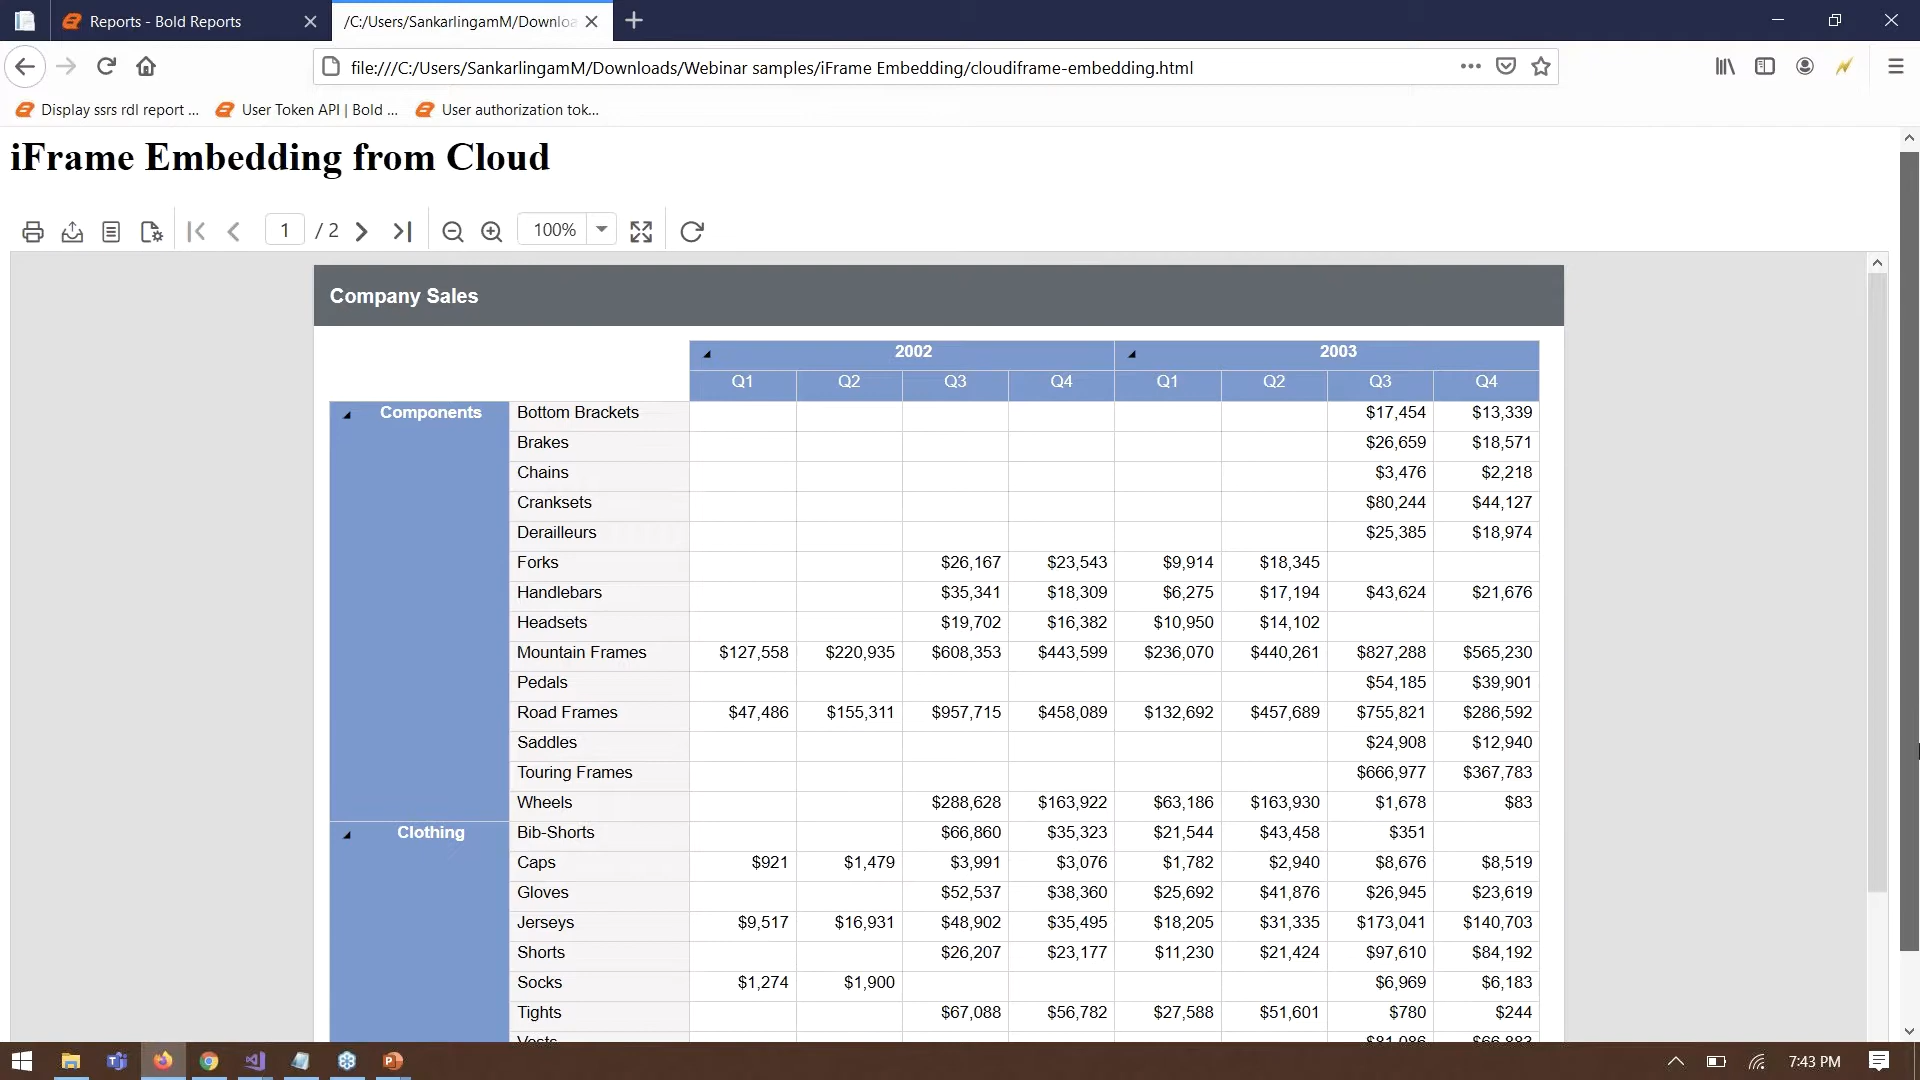 Reports - Bold Reports
/C:/Users/SankarlingamM/Downloa
file:///C:/Users/SankarlingamM/Downloads/Webinar samples/iFrame Embedding/cloudiframe-embedding.html
Display ssrs rdl report ... User Token API | Bold ... User authorization tok...
iFrame Embedding from Cloud
1 / 2 100%
Company Sales
2002 2003
Q1 Q2 Q3 Q4 Q1 Q2 Q3 Q4
Components Bottom Brackets $17,454 $13,339
Brakes $26,659 $18,571
Chains $3,476 $2,218
Cranksets $80,244 $44,127
Derailleurs $25,385 $18,974
Forks $26,167 $23,543 $9,914 $18,345
Handlebars $35,341 $18,309 $6,275 $17,194 $43,624 $21,676
Headsets $19,702 $16,382 $10,950 $14,102
Mountain Frames $127,558 $220,935 $608,353 $443,599 $236,070 $440,261 $827,288 $565,230
Pedals $54,185 $39,901
Road Frames $47,486 $155,311 $957,715 $458,089 $132,692 $457,689 $755,821 $286,592
Saddles $24,908 $12,940
Touring Frames $666,977 $367,783
Wheels $288,628 $163,922 $63,186 $163,930 $1,678 $83
Clothing Bib-Shorts $66,860 $35,323 $21,544 $43,458 $351
Caps $921 $1,479 $3,991 $3,076 $1,782 $2,940 $8,676 $8,519
Gloves $52,537 $38,360 $25,692 $41,876 $26,945 $23,619
Jerseys $9,517 $16,931 $48,902 $35,495 $18,205 $31,335 $173,041 $140,703
Shorts $26,207 $23,177 $11,230 $21,424 $97,610 $84,192
Socks $1,274 $1,900 $6,969 $6,183
Tights $67,088 $56,782 $27,588 $51,601 $780 $244
Vests
7:43 PM